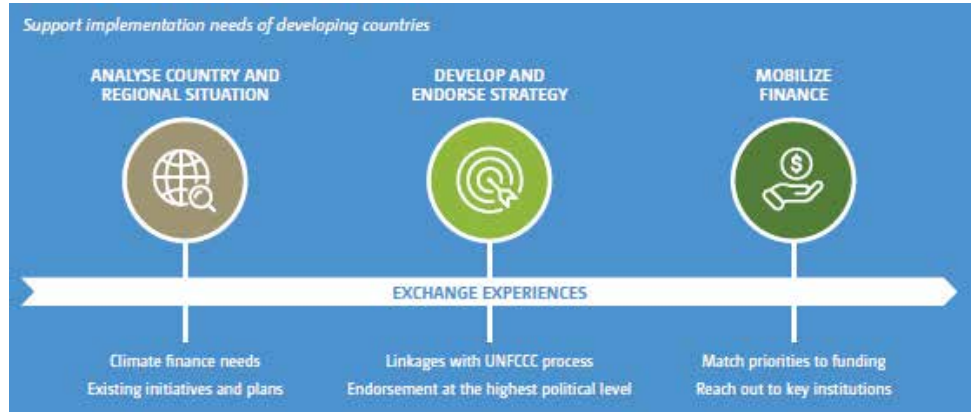 Support implementation needs of developing countries
ANALYSE COUNTRY AND
REGIONAL SITUATION
DEVELOP AND
ENDORSE STRATEGY
MOBILIZE
FINANCE
$
EXCHANGE EXPERIENCES
Climate finance needs
Existing initiatives and plans
Linkages with UNFCCC process
Endorsement at the highest political level
Match priorities to funding
Reach out to key institutions